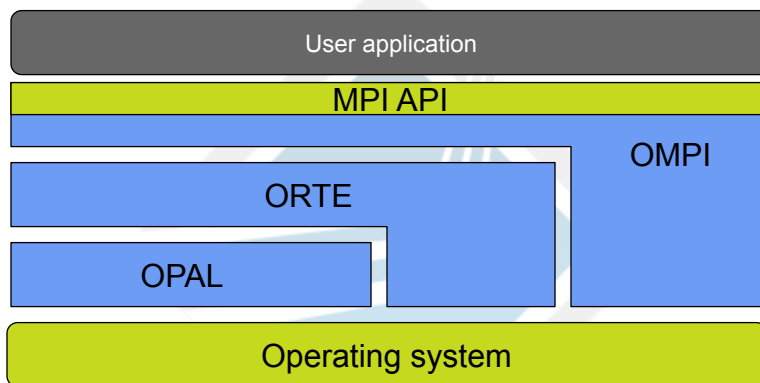 User application
MPI API
OMPI
ORTE
OPAL
Operating system